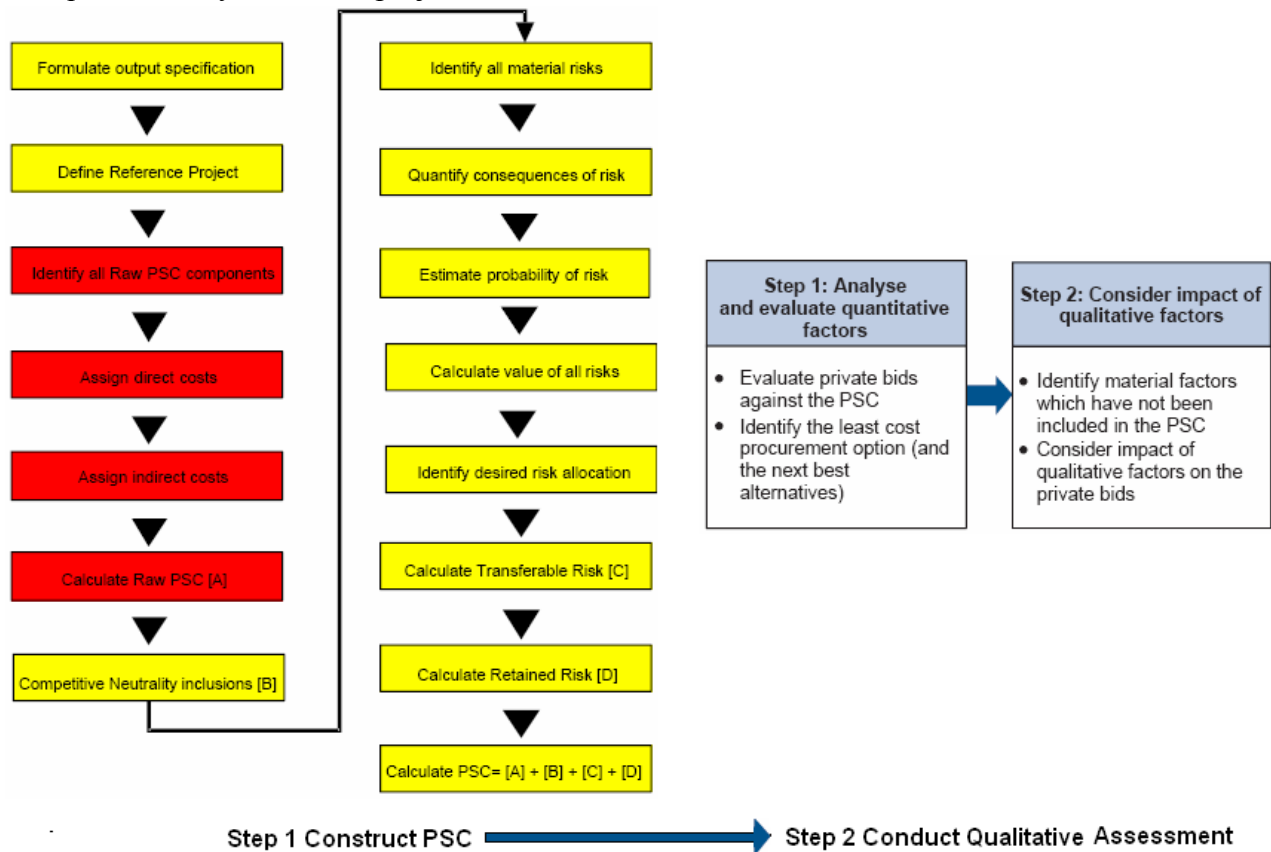 Formulate output specification
Define Reference Project
Identify all Raw PSC components
Assign direct costs
Assign indirect costs
Calculate Raw PSC [A]
Competitive Neutrality inclusions [B]
Identify all material risks
Quantify consequences of risk
Estimate probability of risk
Calculate value of all risks
Identify desired risk allocation
Calculate Transferable Risk [C]
Calculate Retained Risk [D]
Calculate PSC= [A] + [B] + [C] + [D]
Step 1: Analyse
and evaluate quantitative
factors
• Evaluate private bids
against the PSC
• Identify the least cost
procurement option (and
the next best
alternatives)
Step 2: Consider impact of
qualitative factors
• Identify material factors
which have not been
included in the PSC
• Consider impact of
qualitative factors on the
private bids
Step 1 Construct PSC
Step 2 Conduct Qualitative Assessment